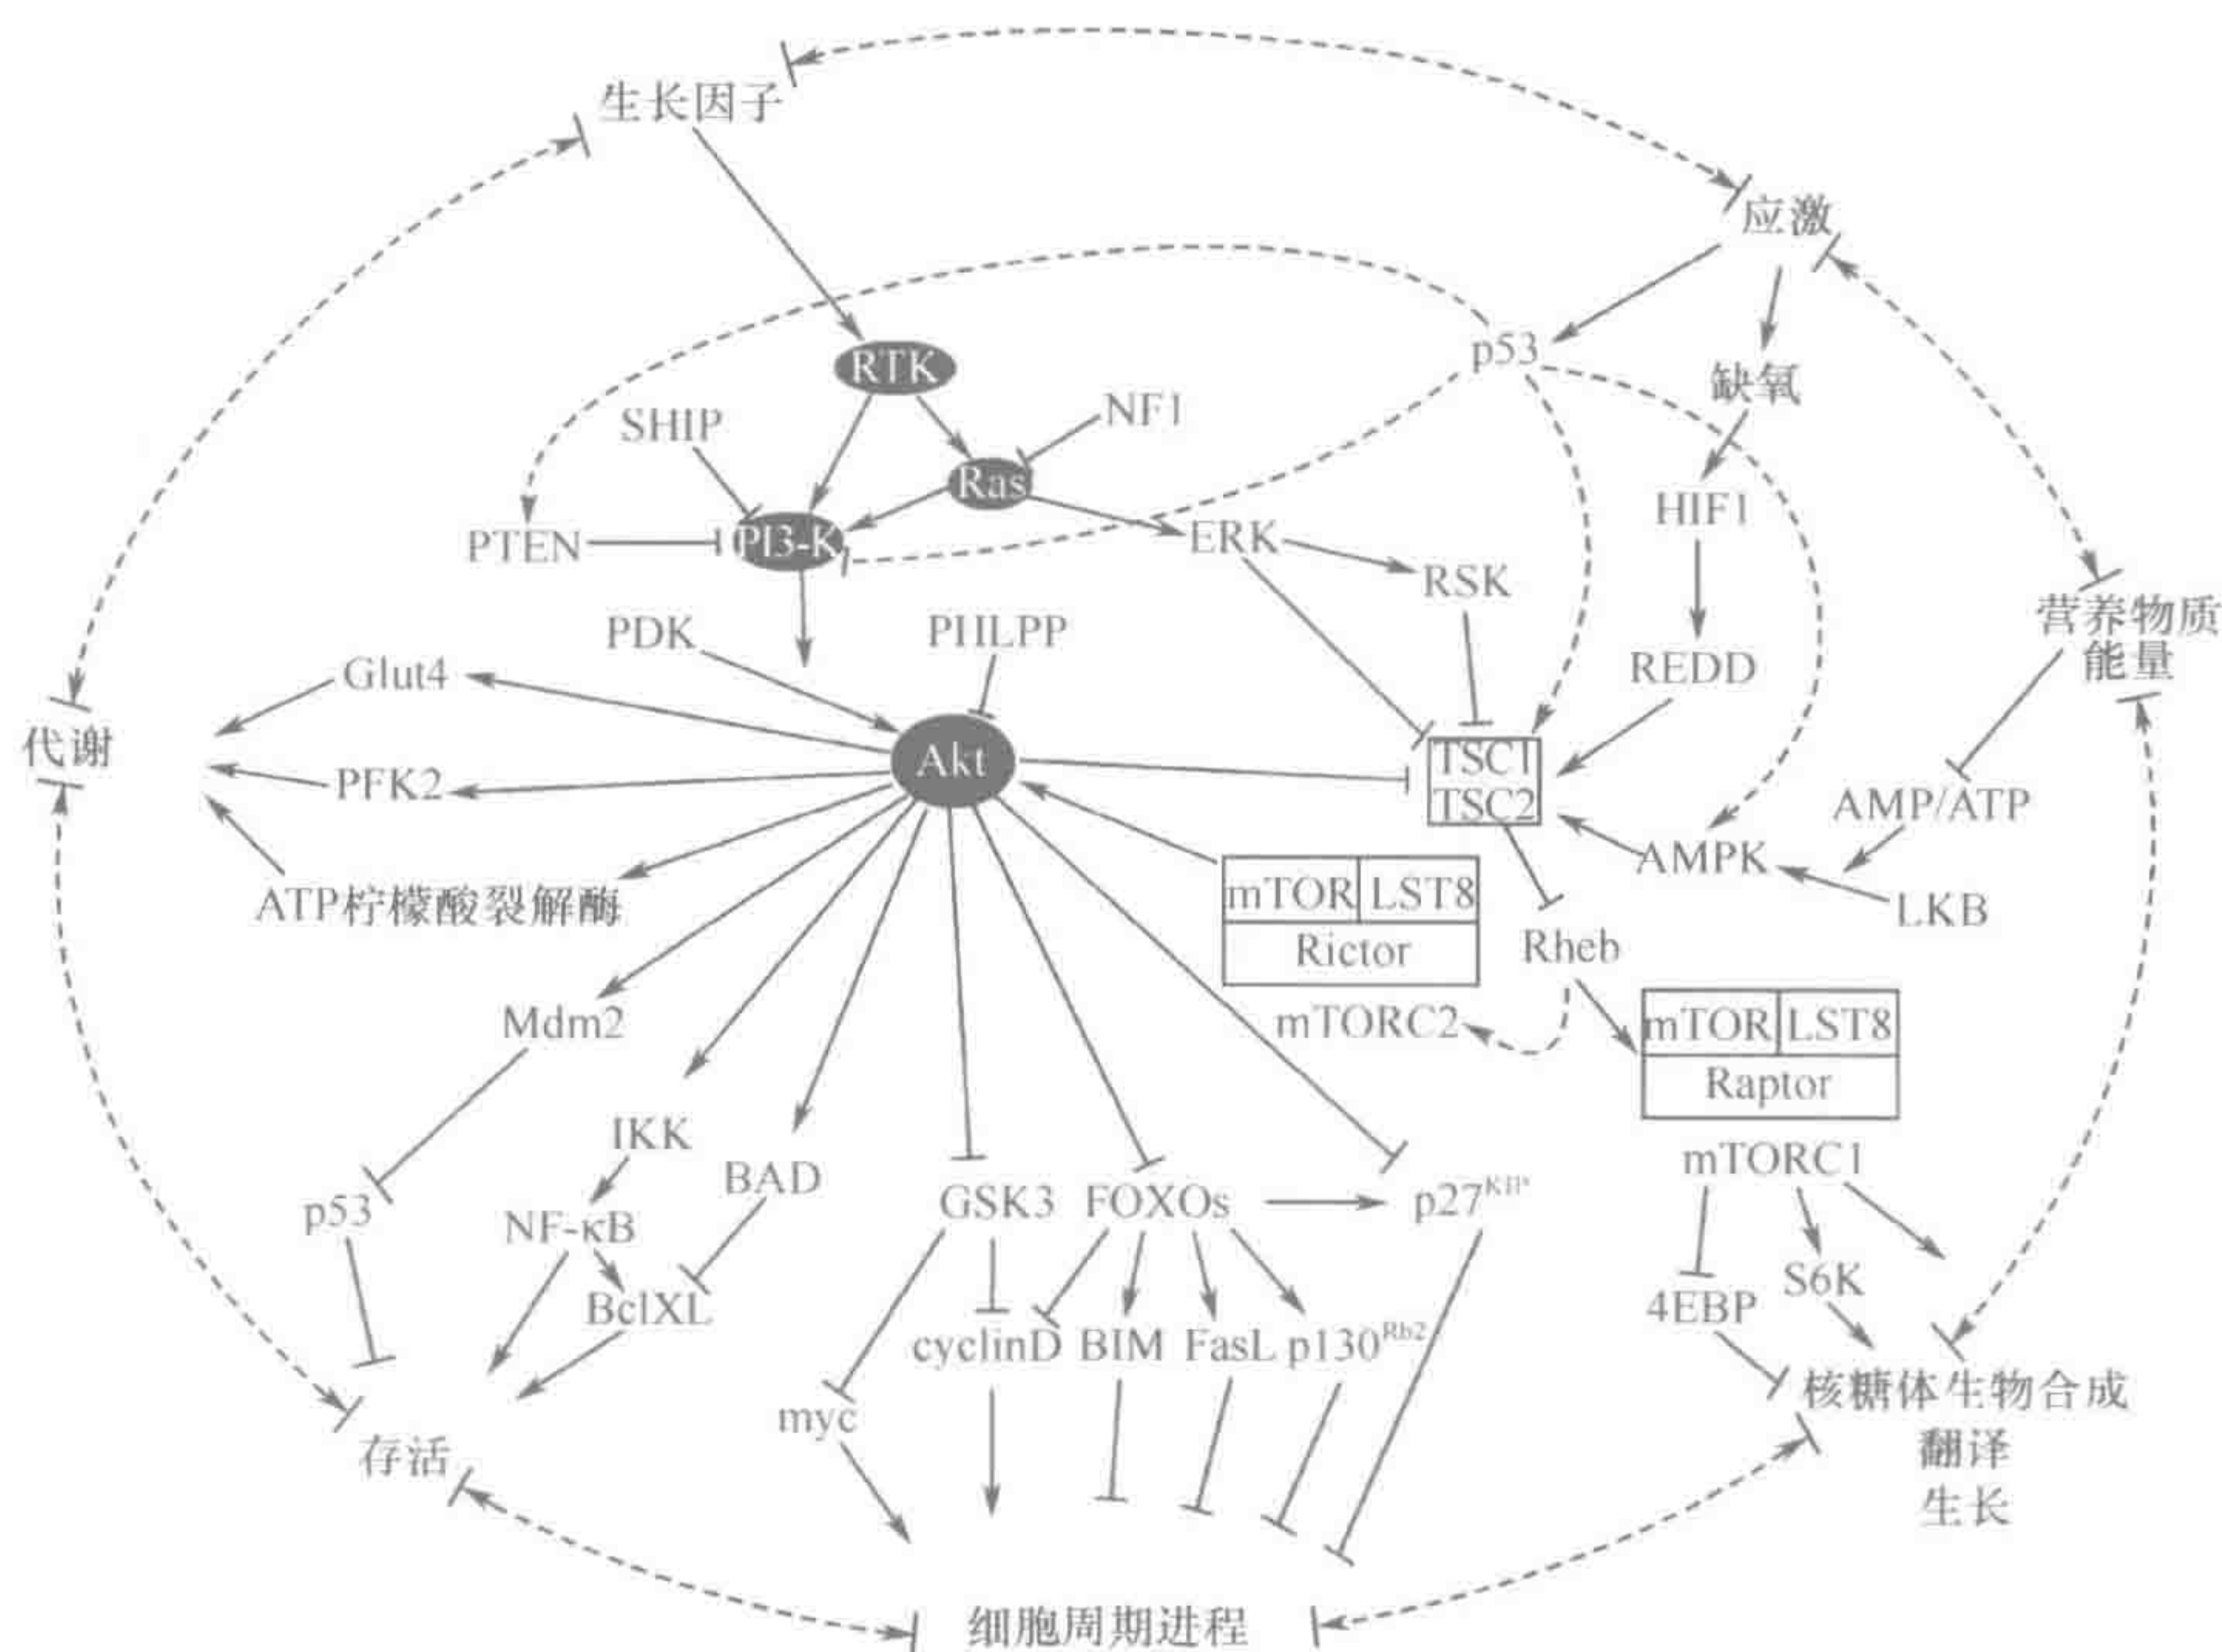 生长因子
应激
p53
RTK
缺氧
SHIP
NF1
Ras
HIF1
PTEN
PI3-K
ERK
RSK
营养物质
能量
PDK
PHLPP
REDD
Glut4
代谢
Akt
TSC1
TSC2
PFK2
AMP/ATP
AMPK
ATP柠檬酸裂解酶
mTOR LST8
Rictor
LKB
Rheb
Mdm2
mTORC2
mTOR LST8
Raptor
IKK
BAD
mTORC1
p53
NF-κB
GSK3
FOXOs
p27KIP
S6K
BclXL
4EBP
cyclinD
BIM
FasL
p130Rb2
myc
核糖体生物合成
翻译
生长
存活
细胞周期进程